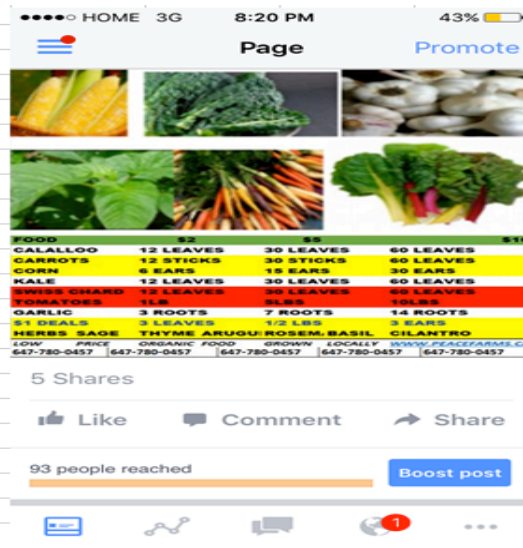 HOME 3G 8:20 PM 43%
Page Promote
FOOD $2 $5 $10
CALALLOO 12 LEAVES 30 LEAVES 60 LEAVES
CARROTS 12 STICKS 30 STICKS 60 LEAVES
CORN 6 EARS 15 EARS 30 EARS
KALE 12 LEAVES 30 LEAVES 60 LEAVES
SWISS CHARD 12 LEAVES 30 LEAVES 60 LEAVES
TOMATOES 1LB 5LBS 10LBS
GARLIC 3 ROOTS 7 ROOTS 14 ROOTS
$1 DEALS 3 LEAVES 1/2 LBS 3 EARS
HERBS SAGE THYME ARUGU ROSEM BASIL CILANTRO
LOW PRICE ORGANIC FOOD GROWN LOCALLY WWW.PEACEFARMS.C
647-780-0457 647-780-0457 647-780-0457 647-780-0457 647-780-0457
5 Shares
Like Comment Share
93 people reached Boost post
1